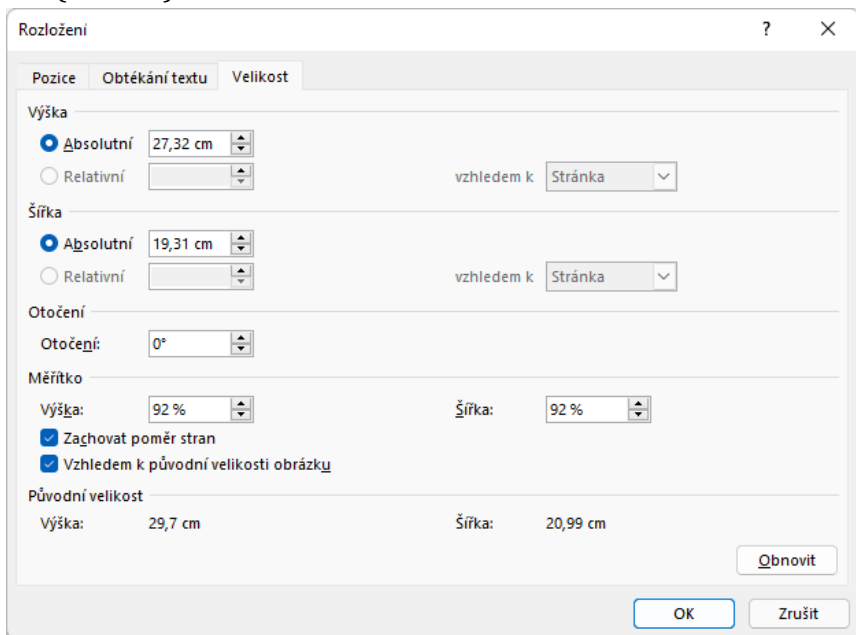 Rozložení ?
Pozice Obtékání textu Velikost
Výška
Absolutní 27,32 cm
Relativní vzhledem k Stránka
Šířka
Absolutní 19,31 cm
Relativní vzhledem k Stránka
Otočení
Otočení: 0°
Měřítko
Výška: 92 % Šířka: 92 %
Zachovat poměr stran
Vzhledem k původní velikosti obrázku
Původní velikost
Výška: 29,7 cm Šířka: 20,99 cm
Obnovit
OK Zrušit